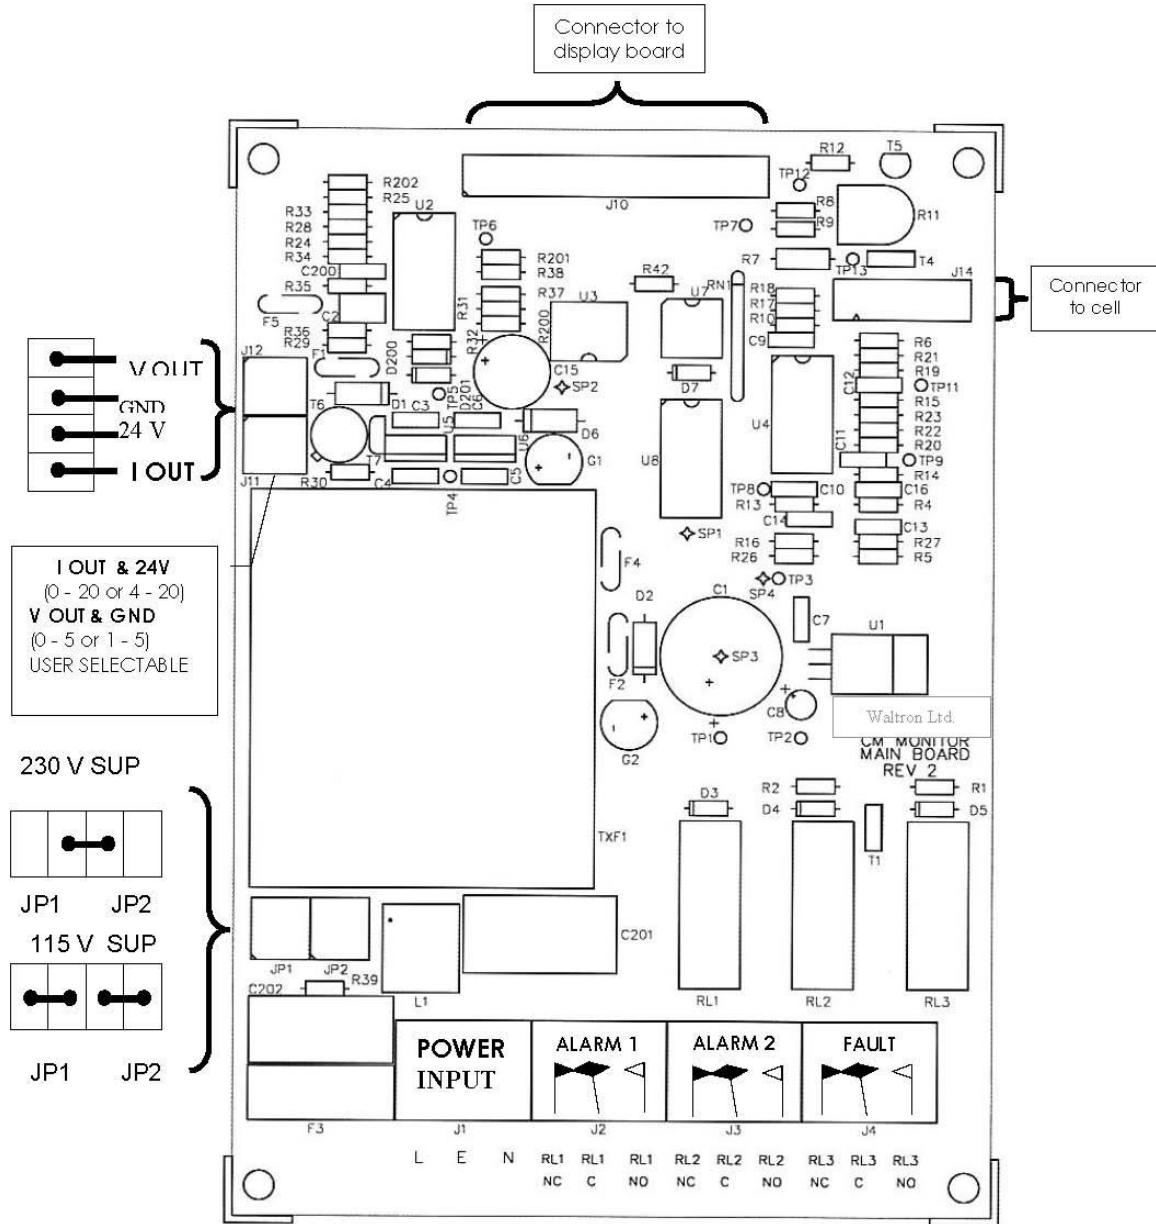 Connector to
display board
R12
T5
TP12
R202
R25
R33
U2
R28
R24
R34
C200
R35
F5
C2
R36
R29
F1
J10
TP6
TP7
R8
R9
R11
R201
R38
R7
TP13
T4
J14
R42
RN1
R31
R37
U3
U7
R18
R17
R10
C9
R32
R200
Connector
to cell
R6
R21
R19
C12
TP11
R15
R23
R22
R20
C11
TP9
R14
C16
R4
C13
R27
R5
J12
V OUT
GND
24 V
I OUT
D200
C15
SP2
D7
T6
D1
C3
TP5
D201
C6
U5
U6
D6
U4
T7
G1
U8
J11
R30
C4
TP4
C5
TP8
C10
R13
C14
SP1
R16
R26
F4
TP3
SP4
I OUT & 24V
(0 - 20 or 4 - 20)
V OUT & GND
(0 - 5 or 1 - 5)
USER SELECTABLE
D2
C1
C7
U1
SP3
F2
C8
Waltron Ltd.
G2
TP1
TP2
CM MONITOR
MAIN BOARD
REV 2
230 V SUP
JP1
JP2
115 V SUP
JP1
JP2
TXF1
D3
R2
D4
R1
D5
T1
C201
JP1
JP2
R39
C202
L1
RL1
RL2
RL3
POWER
INPUT
ALARM 1
ALARM 2
FAULT
F3
J1
J2
J3
J4
L E N RL1 RL1 RL1 RL2 RL2 RL2 RL3 RL3 RL3
NC C NO NC C NO NC C NO